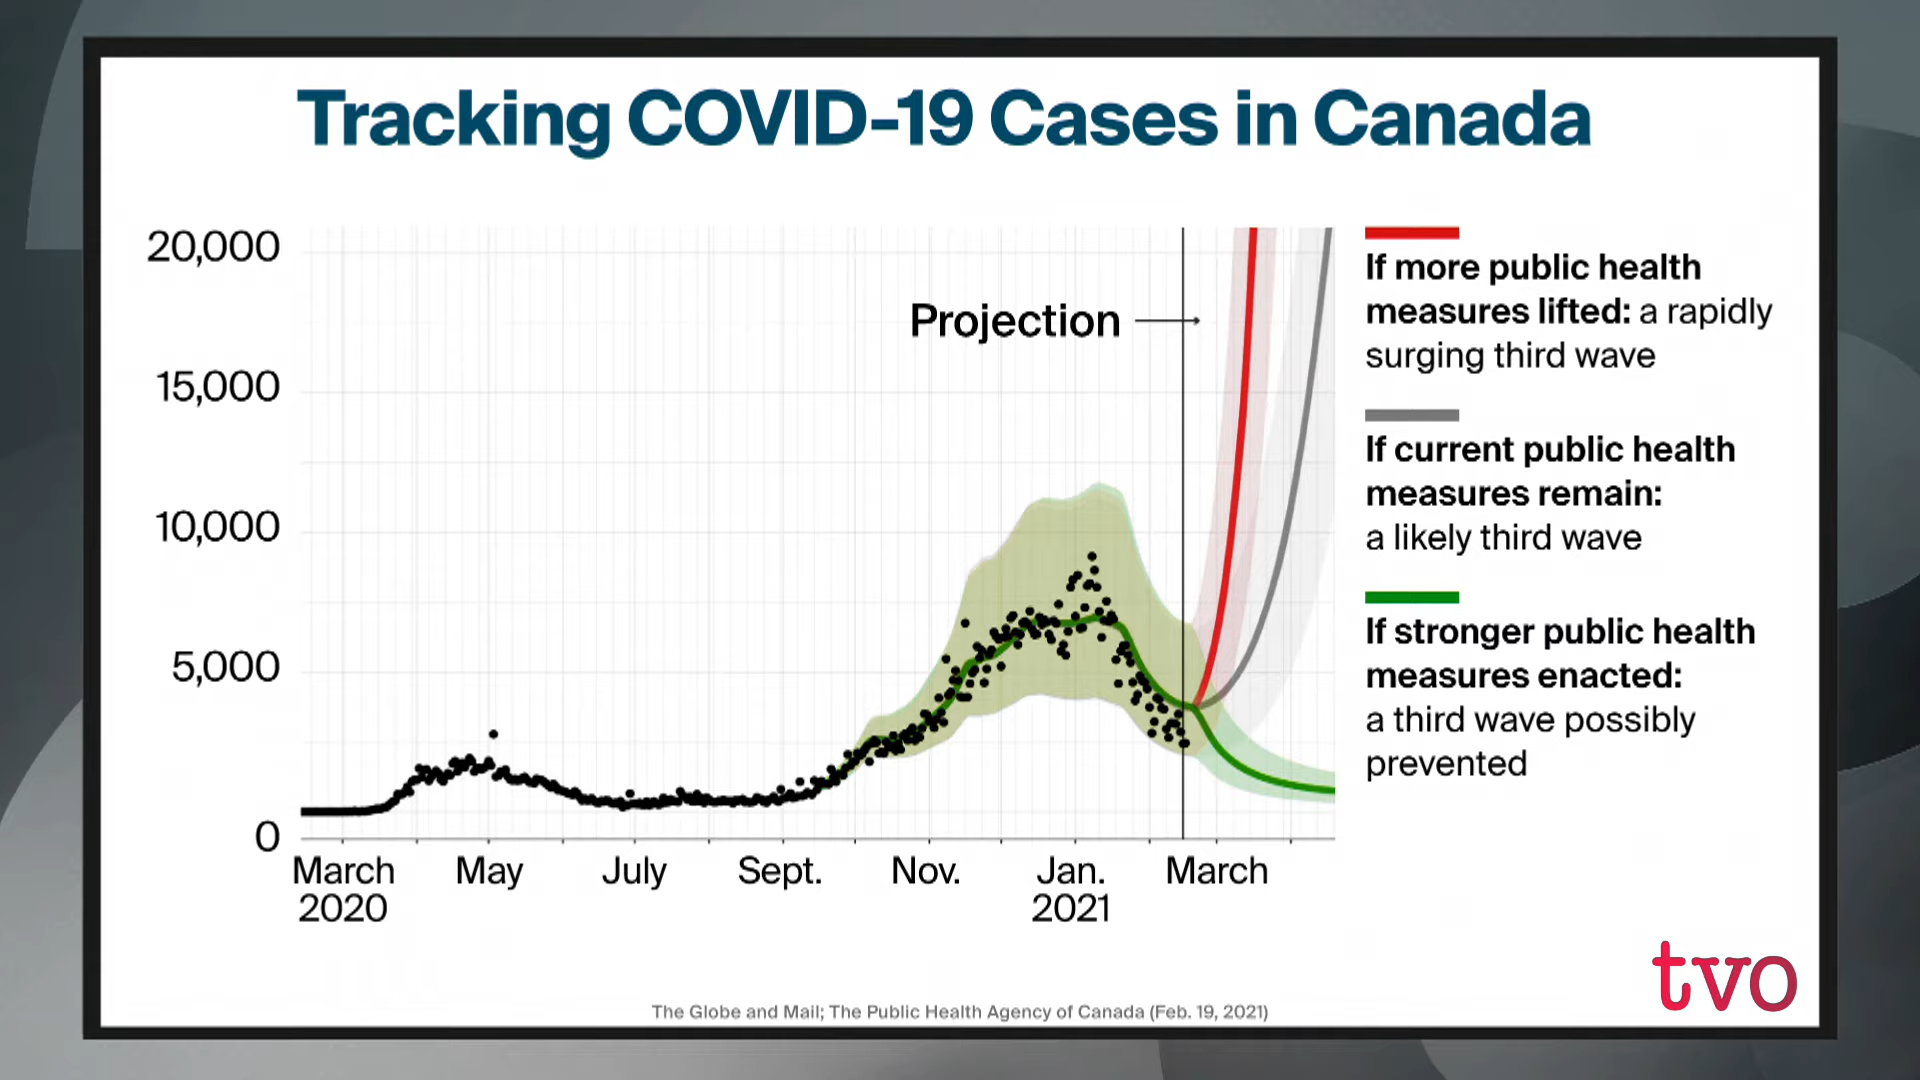 Tracking COVID-19 Cases in Canada
20,000
15,000
10,000
5,000
0
Projection
March
2020
May
July
Sept.
Nov.
Jan.
2021
March
If more public health
measures lifted: a rapidly
surging third wave
If current public health
measures remain:
a likely third wave
If stronger public health
measures enacted:
a third wave possibly
prevented
tvo
The Globe and Mail; The Public Health Agency of Canada (Feb. 19, 2021)